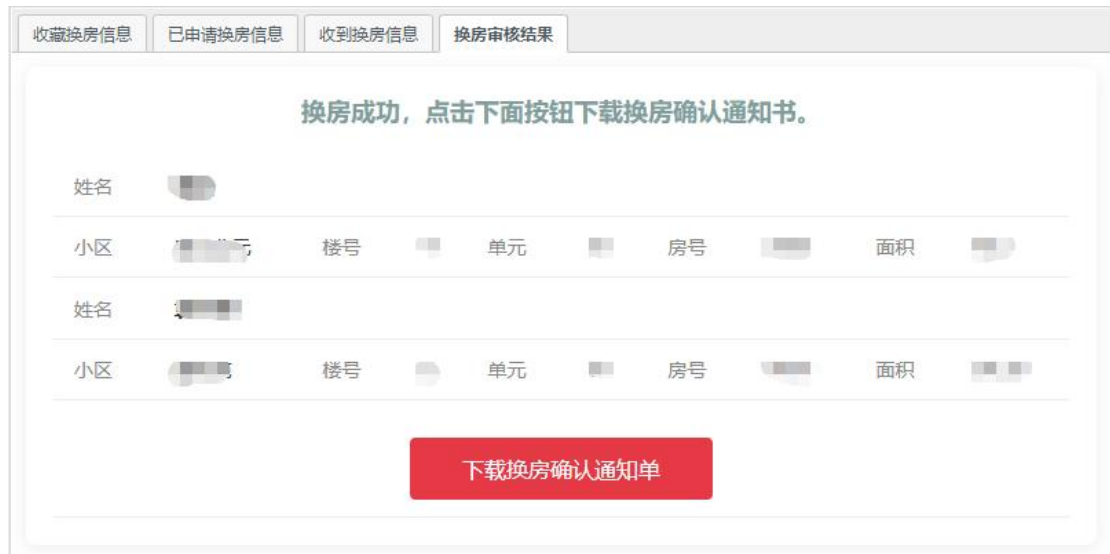 收藏换房信息 已申请换房信息 收到换房信息 换房审核结果
换房成功，点击下面按钮下载换房确认通知书。
姓名
小区 楼号 单元 房号 面积
姓名
小区 楼号 单元 房号 面积
下载换房确认通知单